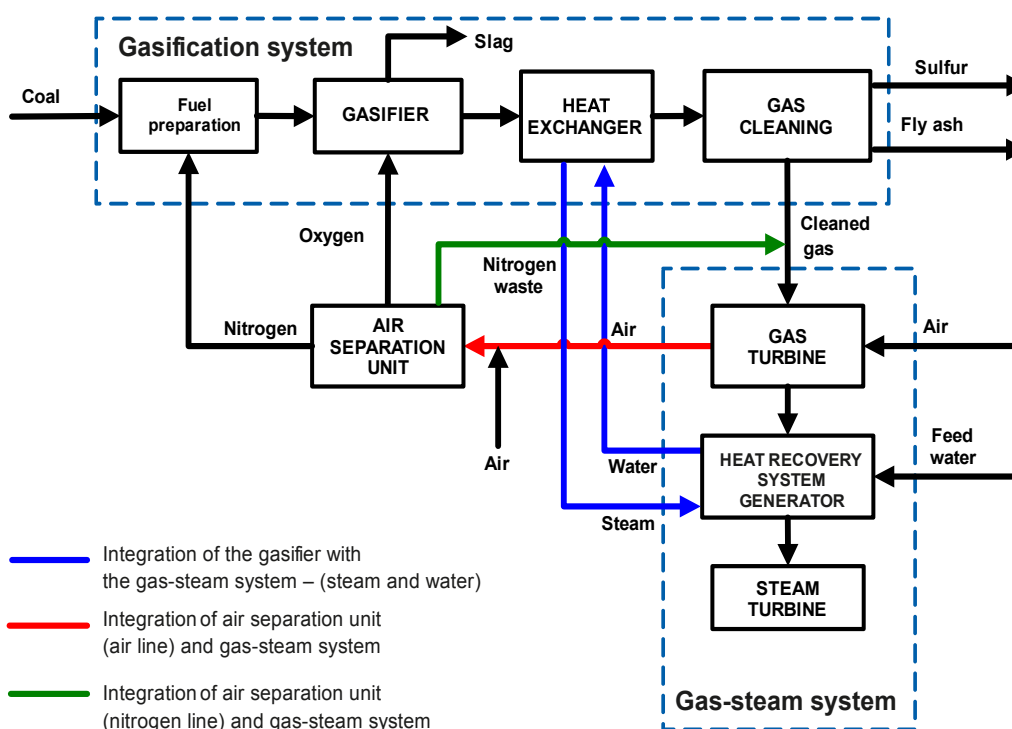 Gasification system
Slag
Sulfur
Coal
Fuel
preparation
GASIFIER
HEAT
EXCHANGER
GAS
CLEANING
Fly ash
Oxygen
Cleaned
gas
Nitrogen
waste
Nitrogen
AIR
SEPARATION
UNIT
Air
GAS
TURBINE
Air
Air
Water
HEAT RECOVERY
SYSTEM
GENERATOR
Feed
water
Steam
STEAM
TURBINE
Integration of the gasifier with
the gas-steam system – (steam and water)
Integration of air separation unit
(air line) and gas-steam system
Integration of air separation unit
(nitrogen line) and gas-steam system
Gas-steam system